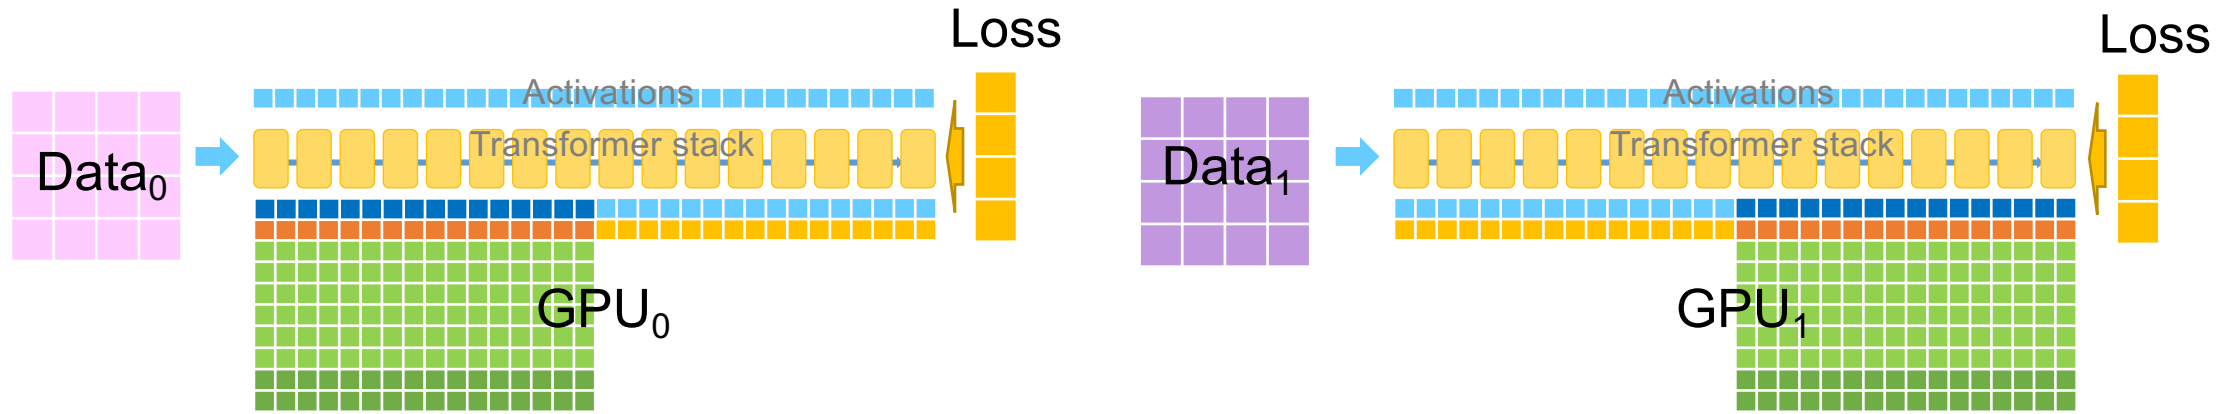 Loss
Activations
Transformer stack
Data0
GPU0
Loss
Activations
Transformer stack
Data1
GPU1